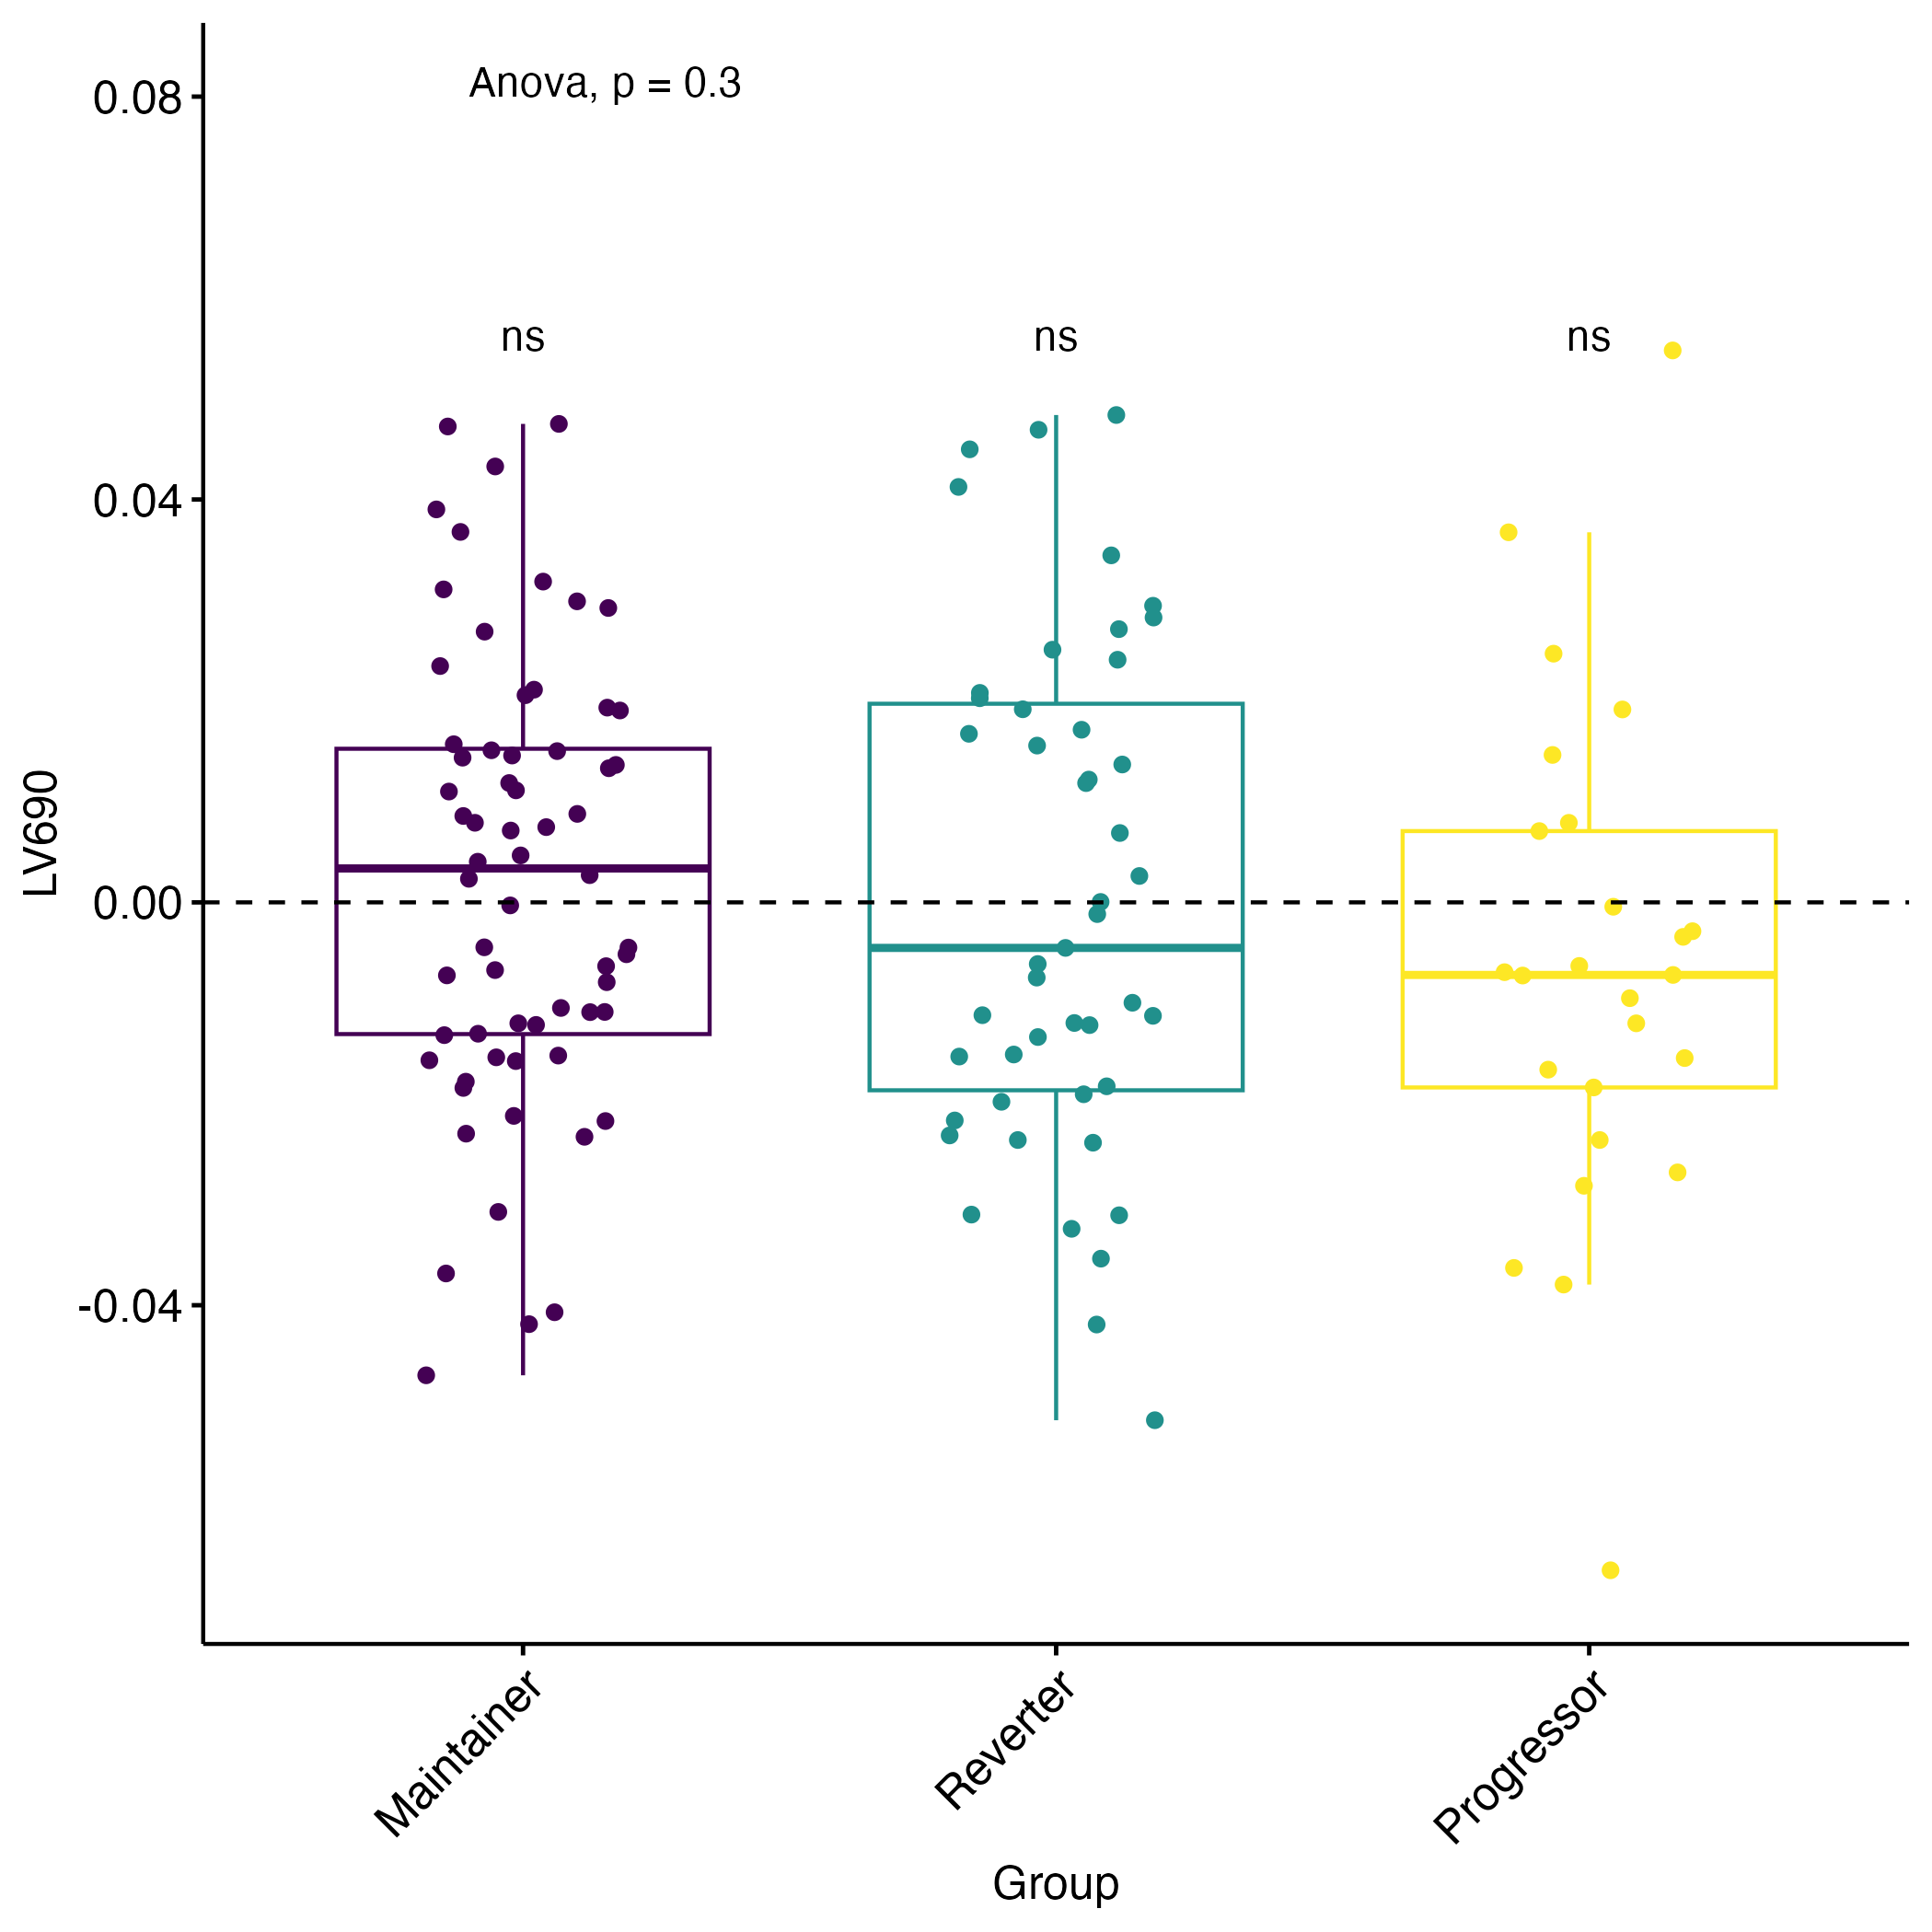 Anova, p = 0.3
0.08
ns ns ns
0.04
LV690
0.00
-0.04
Maintainer Reverter Progressor
Group